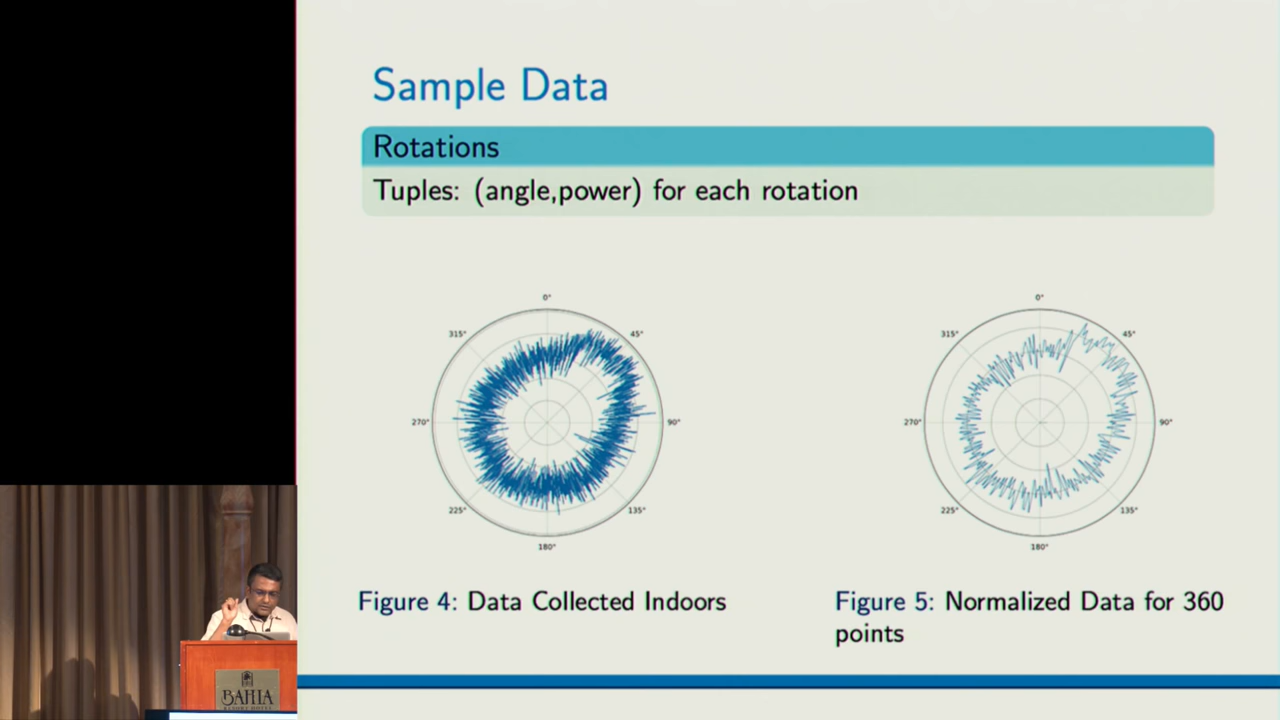 Sample Data
Rotations
Tuples: (angle,power) for each rotation
0°
315°
45°
270°
90°
225°
135°
180°
0°
315°
45°
270°
90°
225°
135°
180°
Figure 4: Data Collected Indoors
Figure 5: Normalized Data for 360
points
BAHIA